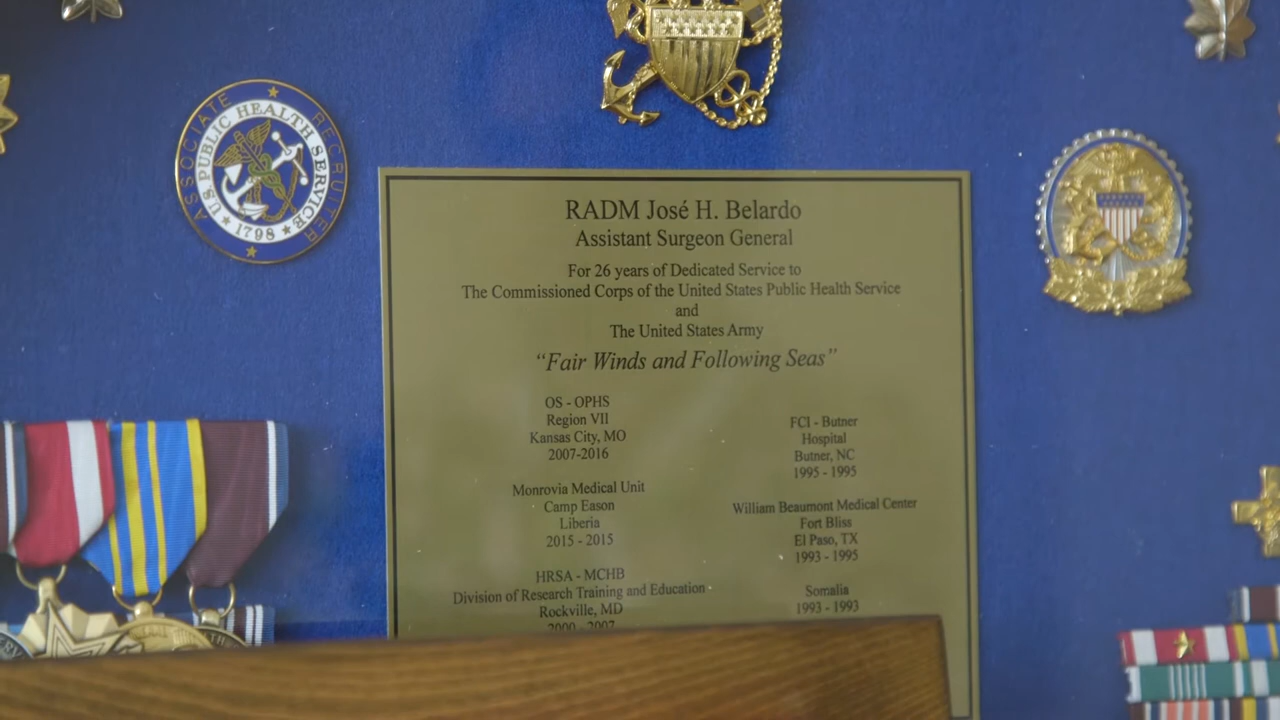 ASSOCIATE RECRUITER
U.S. PUBLIC HEALTH SERVICE
1798
RADM José H. Belardo
Assistant Surgeon General
For 26 years of Dedicated Service to
The Commissioned Corps of the United States Public Health Service
and
The United States Army
“Fair Winds and Following Seas”
OS - OPHS
Region VII
Kansas City, MO
2007-2016
Monrovia Medical Unit
Camp Eason
Liberia
2015 - 2015
HRSA - MCHB
Division of Research Training and Education
Rockville, MD
2000 - 2007
FCI - Butner
Hospital
Butner, NC
1995 - 1995
William Beaumont Medical Center
Fort Bliss
El Paso, TX
1993 - 1995
Somalia
1993 - 1993